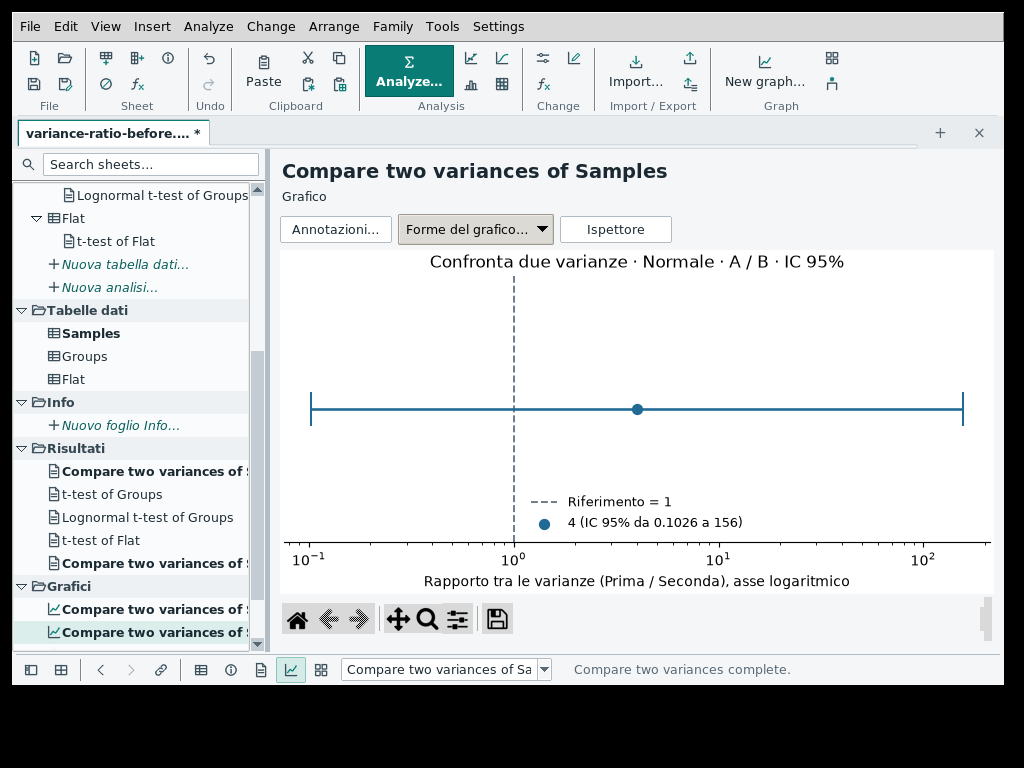 File Edit View Insert Analyze Change Arrange Family Tools Settings
Paste Analyze... Import... New graph...
File Sheet Undo Clipboard Analysis Change Import / Export Graph
variance-ratio-before.... *
Search sheets...
Compare two variances of Samples
Grafico
Annotazioni... Forme del grafico... Ispettore
Lognormal t-test of Groups
Flat
t-test of Flat
Nuova tabella dati...
Nuova analisi...
Tabelle dati
Samples
Groups
Flat
Info
Nuovo foglio Info...
Risultati
Compare two variances of S
t-test of Groups
Lognormal t-test of Groups
t-test of Flat
Compare two variances of S
Grafici
Compare two variances of S
Compare two variances of S
Confronta due varianze · Normale · A / B · IC 95%
Riferimento = 1
4 (IC 95% da 0.1026 a 156)
10⁻¹ 10⁰ 10¹ 10²
Rapporto tra le varianze (Prima / Seconda), asse logaritmico
Compare two variances of Sa
Compare two variances complete.